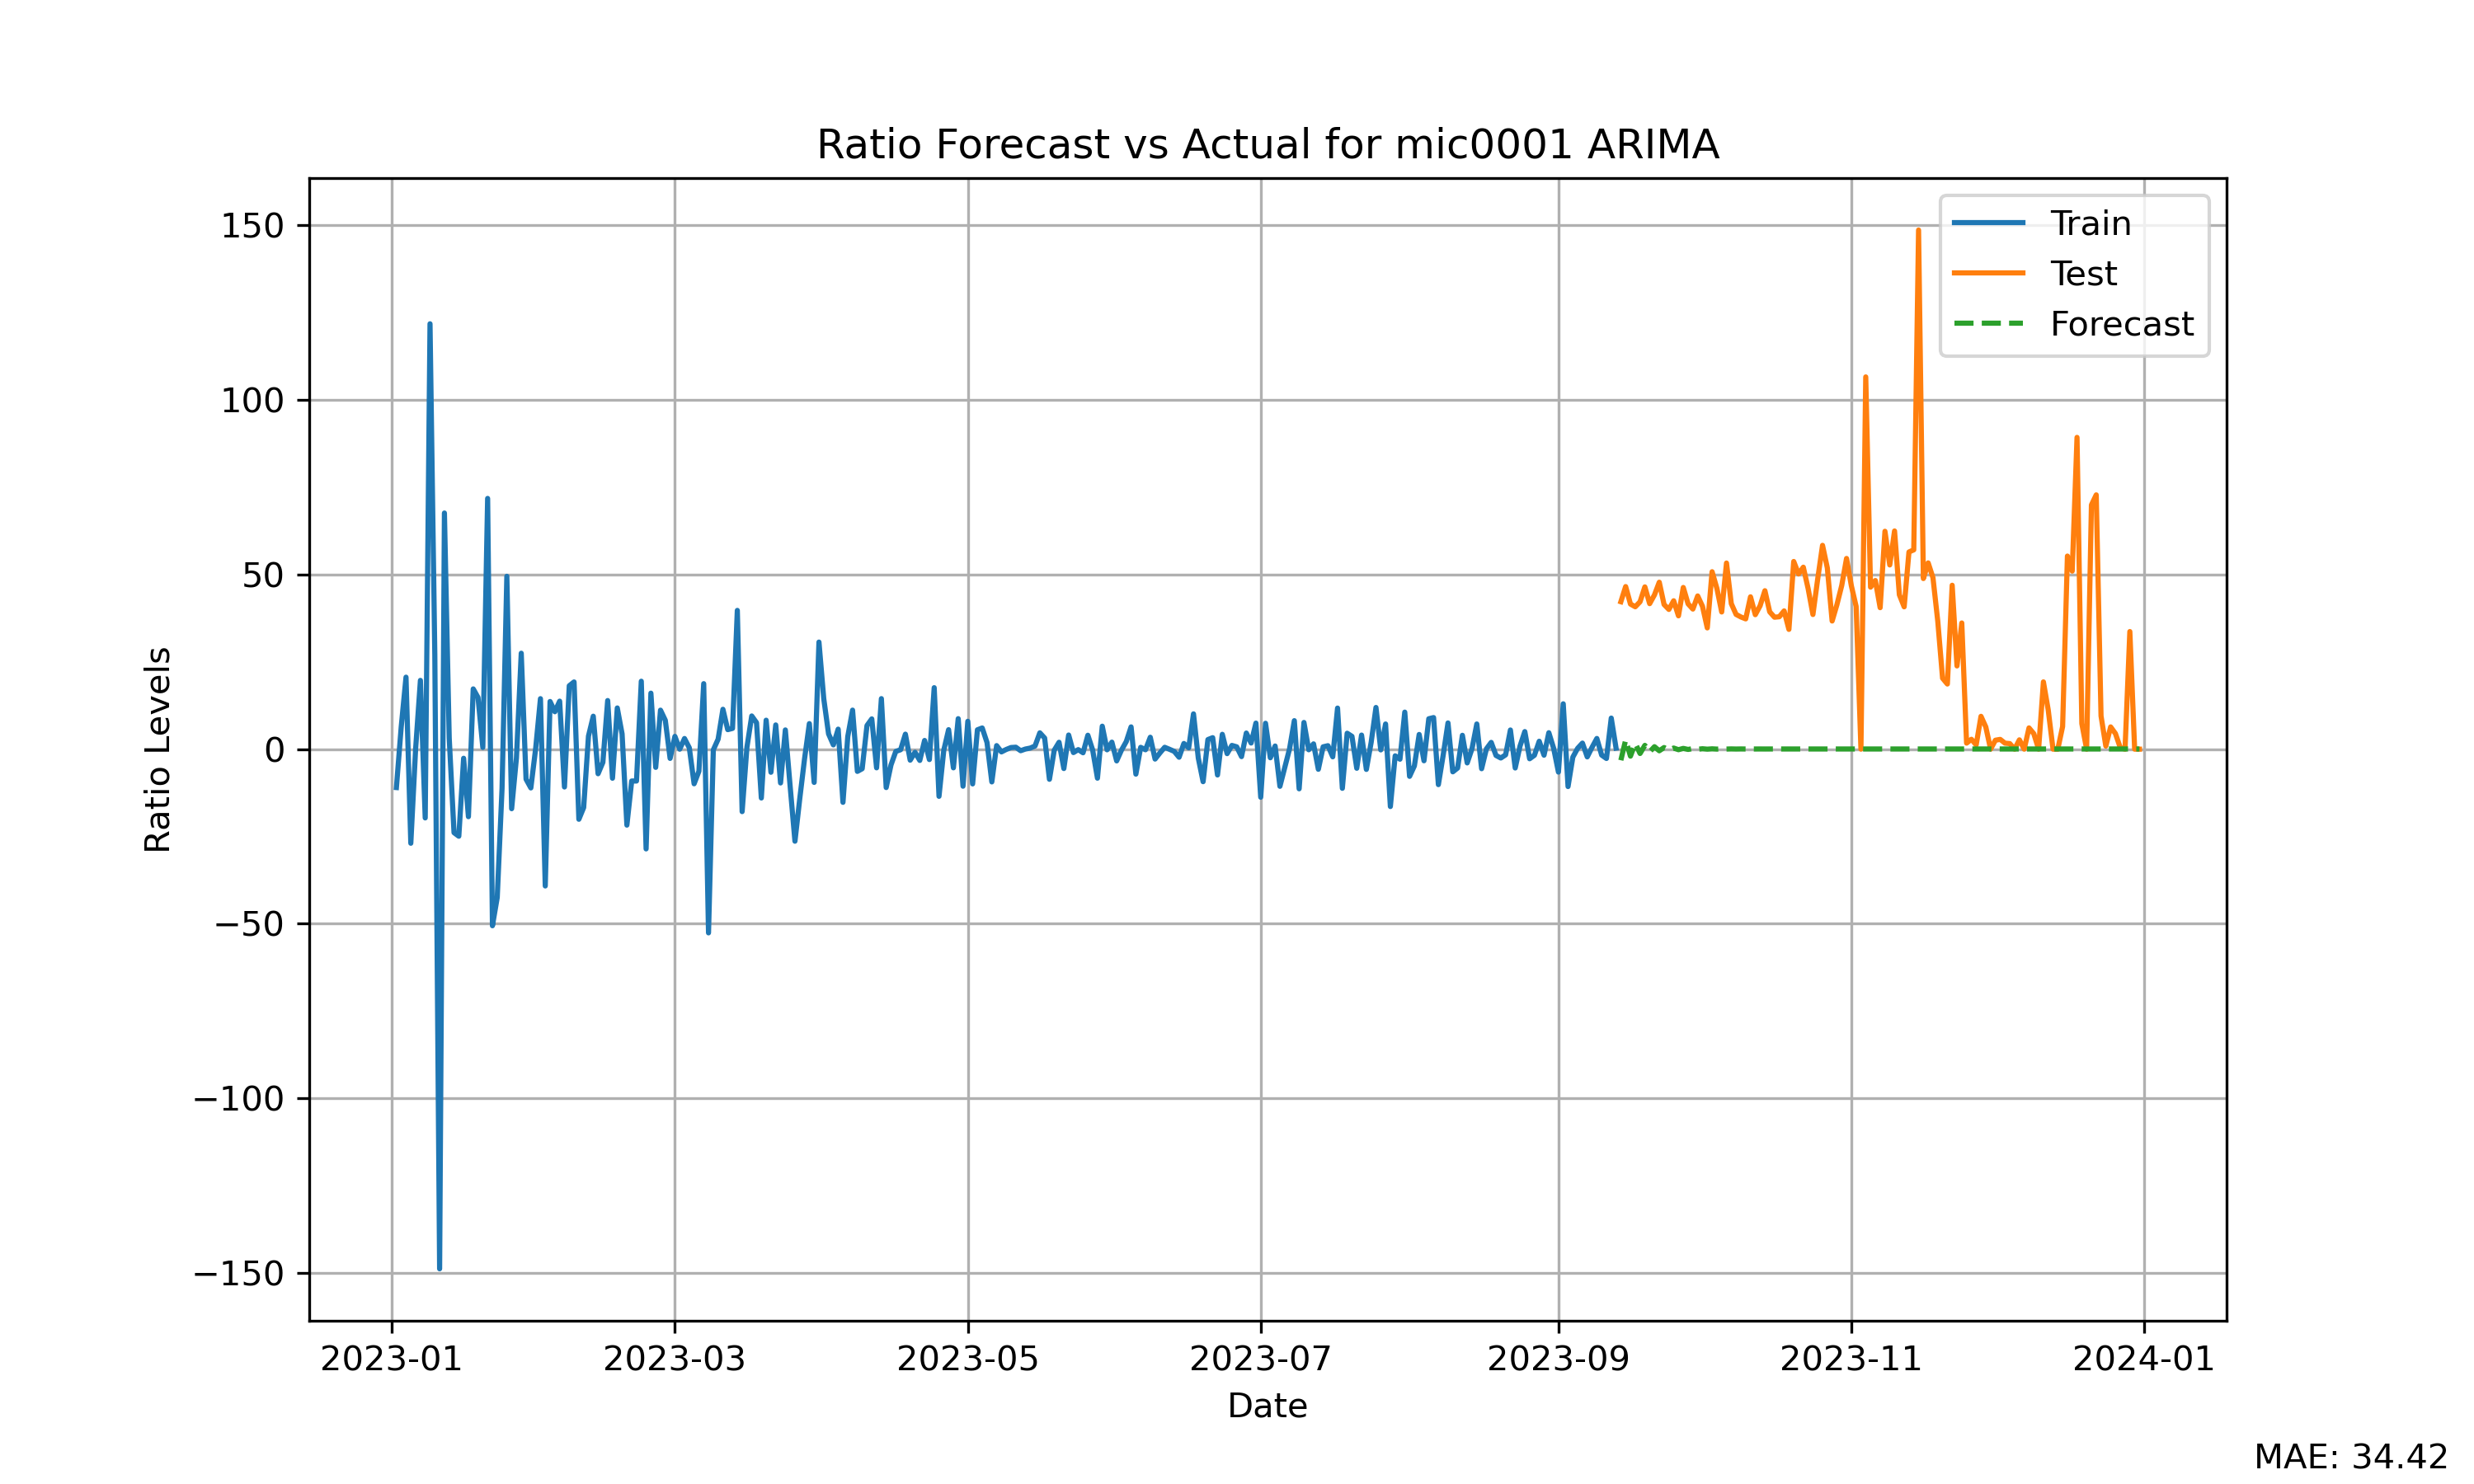 Ratio Forecast vs Actual for mic0001 ARIMA
Train
Test
Forecast
150
100
50
0
−50
−100
−150
Ratio Levels
2023-01
2023-03
2023-05
2023-07
2023-09
2023-11
2024-01
Date
MAE: 34.42